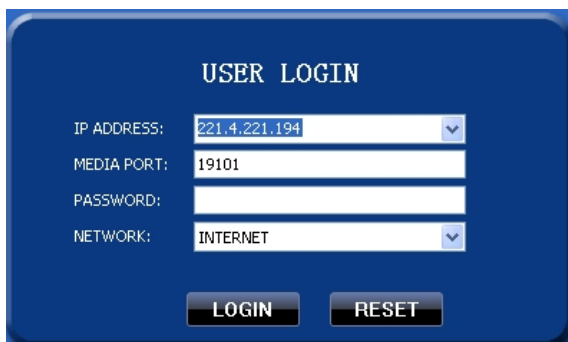 USER LOGIN
IP ADDRESS: 221.4.221.194
MEDIA PORT: 19101
PASSWORD:
NETWORK: INTERNET
LOGIN RESET